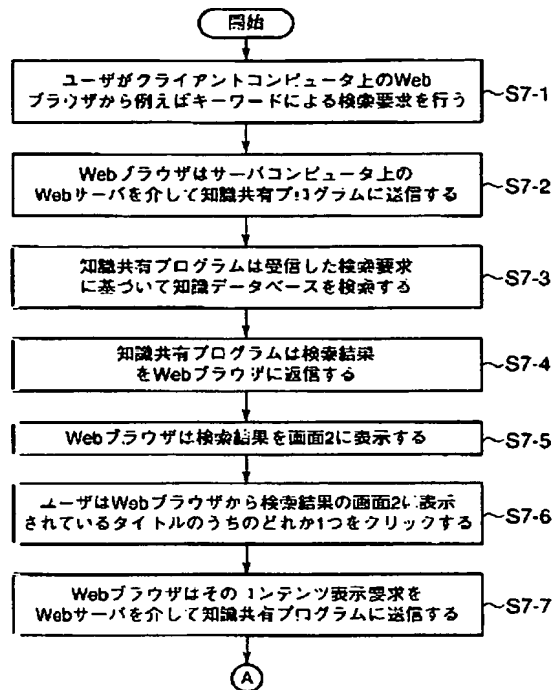 開始
ユーザがクライアントコンピュータ上のWeb
ブラウザから例えばキーワードによる検索要求を行う
S7-1
Webブラウザはサーバコンピュータ上の
Webサーバを介して知識共有プログラムに送信する
S7-2
知識共有プログラムは受信した検索要求
に基づいて知識データベースを検索する
S7-3
知識共有プログラムは検索結果
をWebブラウザに返信する
S7-4
Webブラウザは検索結果を画面2に表示する
S7-5
ユーザはWebブラウザから検索結果の画面2に表示
されているタイトルのうちのどれか1つをクリックする
S7-6
Webブラウザはそのコンテンツ表示要求を
Webサーバを介して知識共有プログラムに送信する
S7-7
A